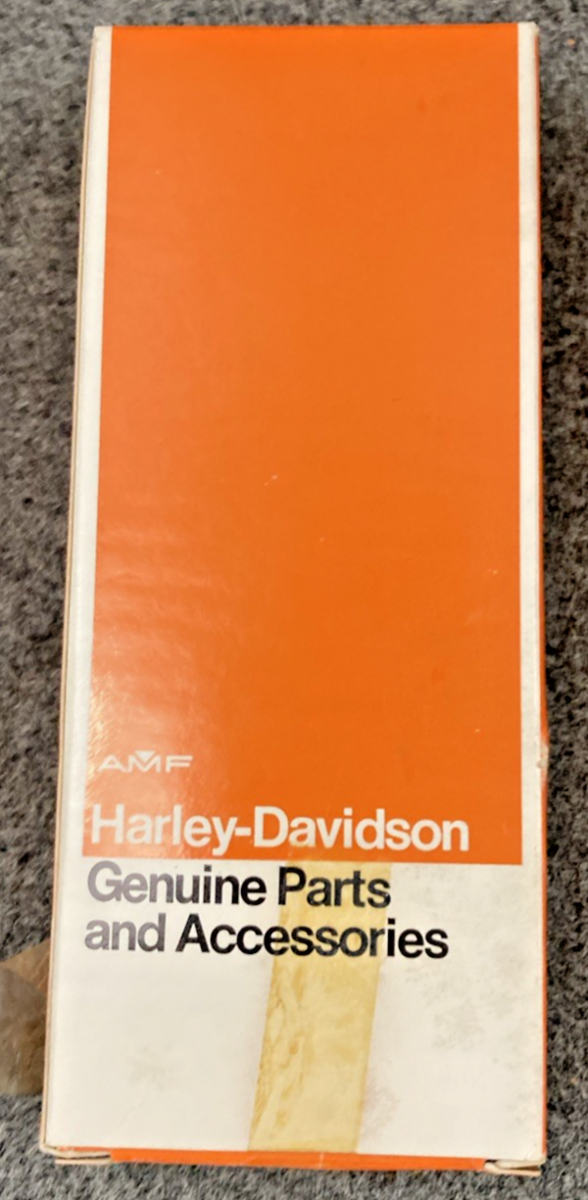 AMF
Harley-Davidson
Genuine Parts
and Accessories